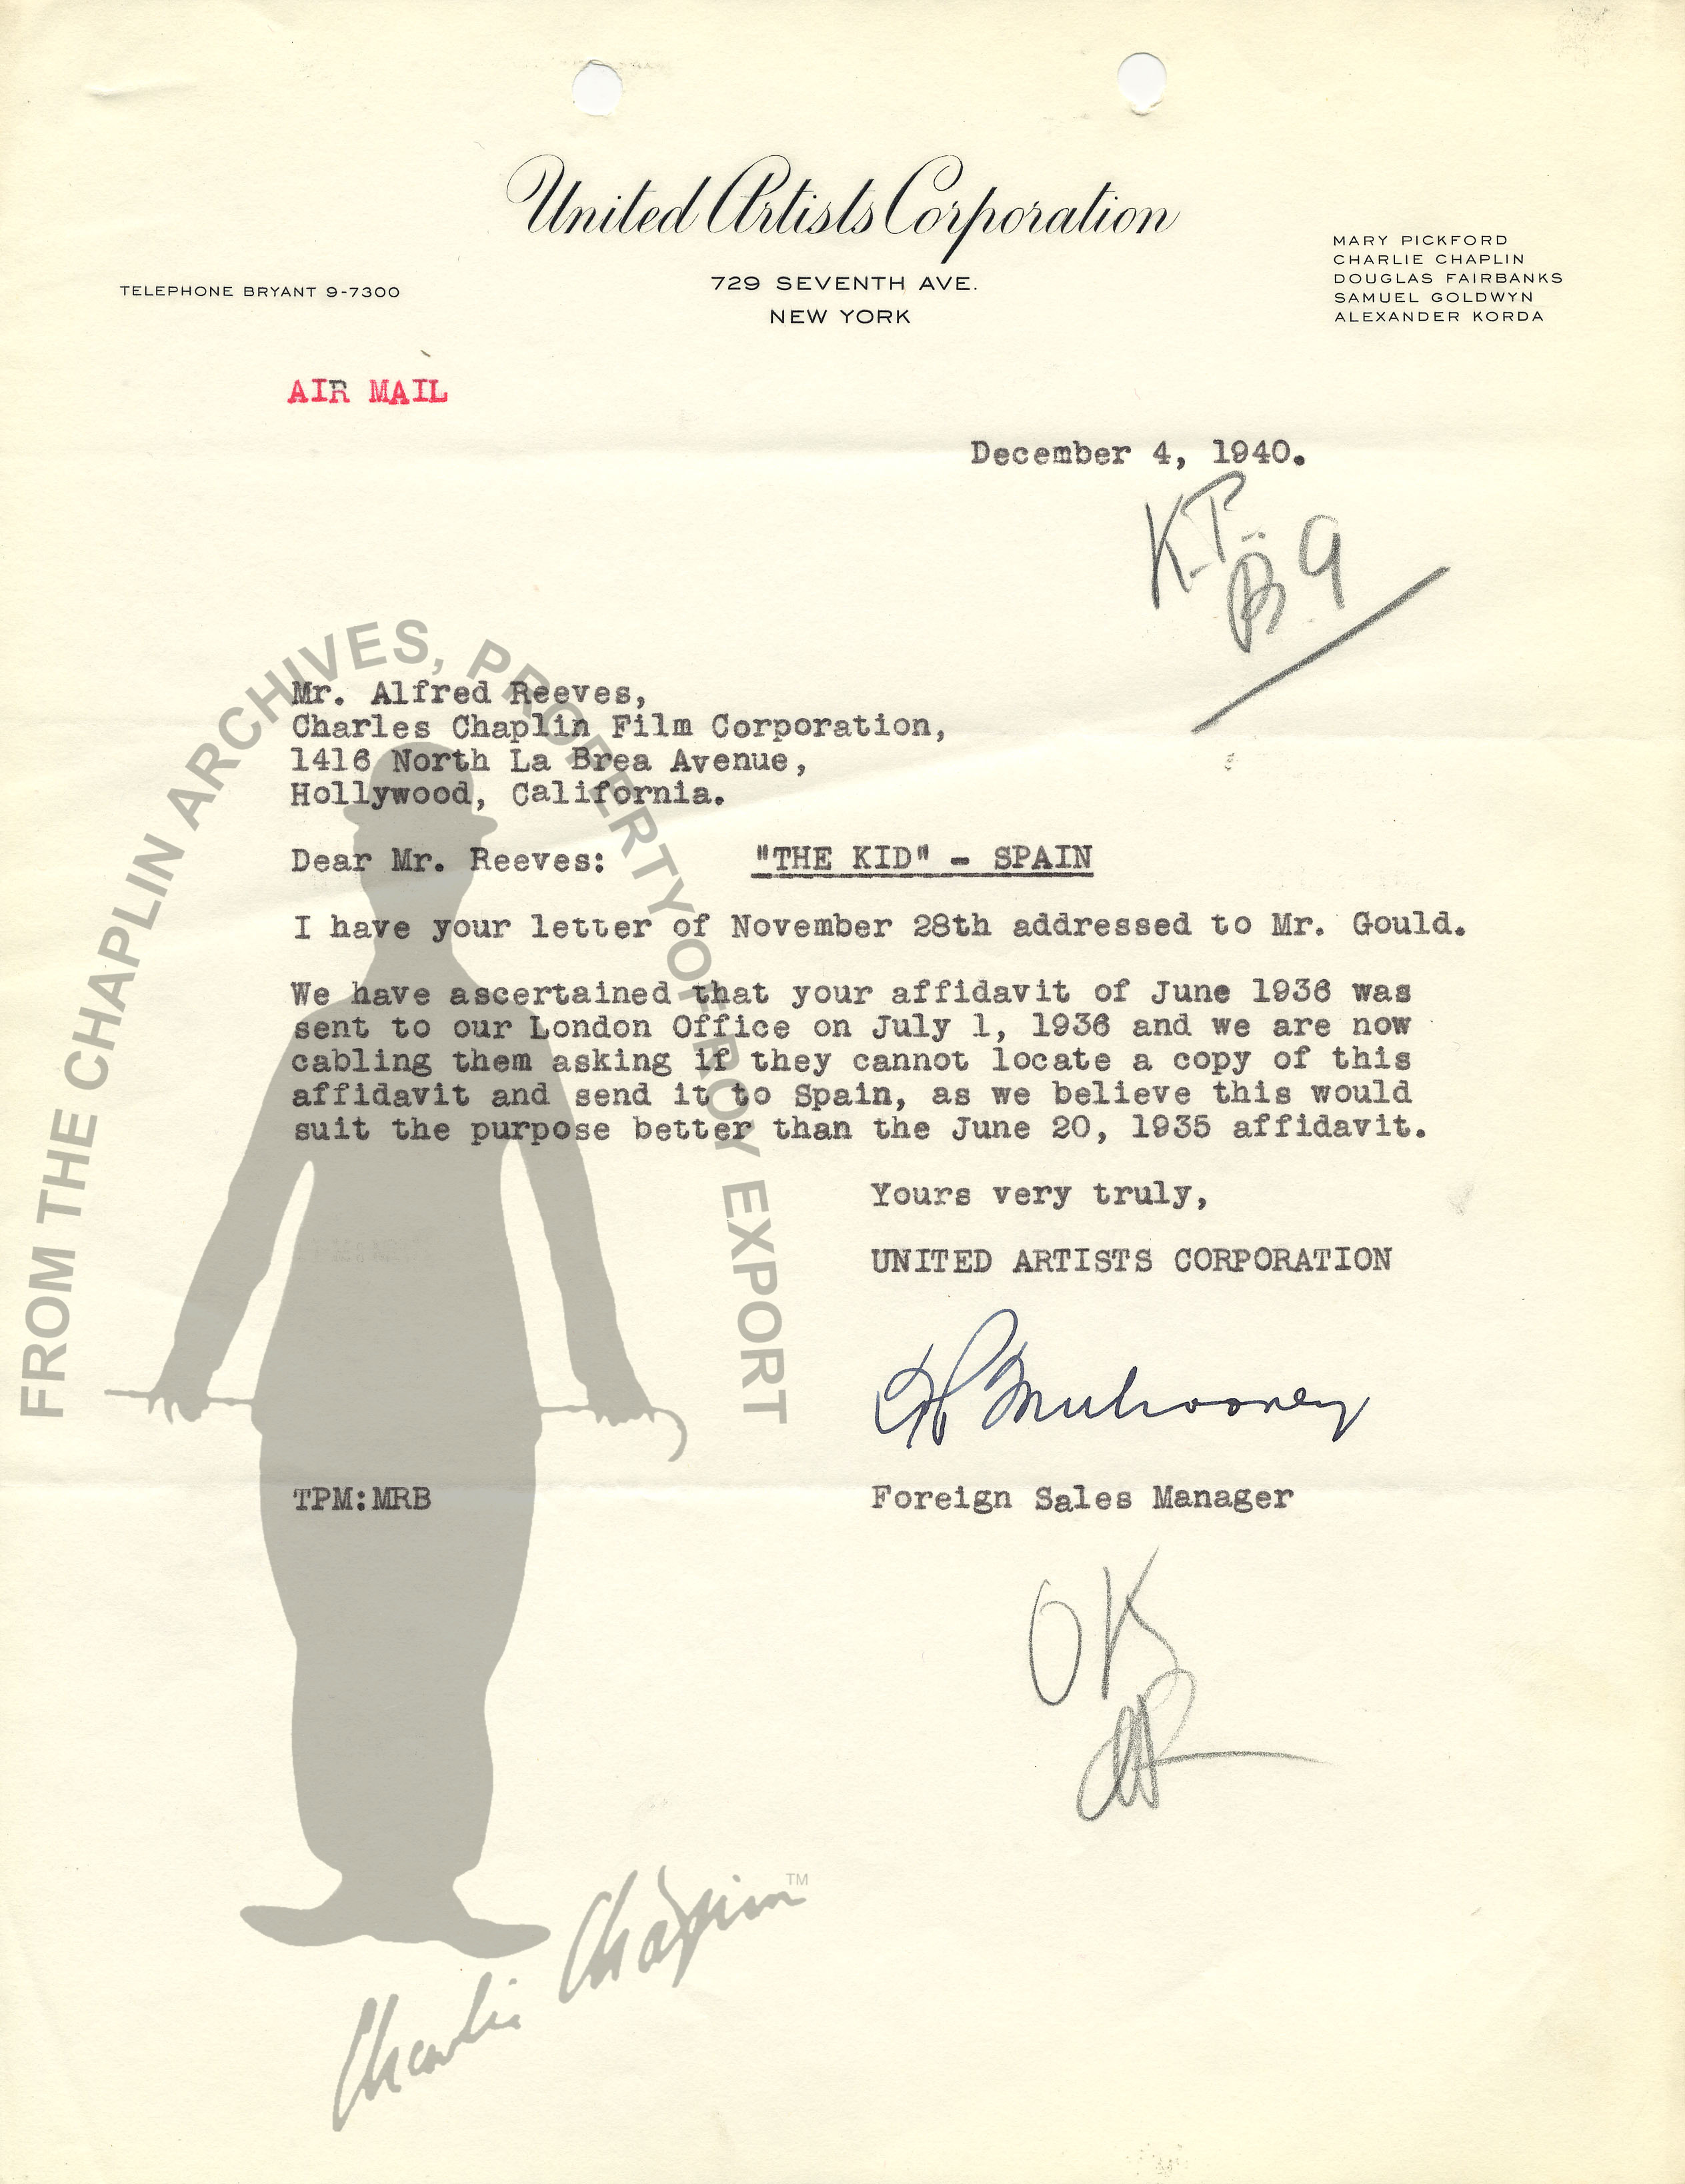 United Artists Corporation
729 SEVENTH AVE.
NEW YORK
TELEPHONE BRYANT 9-7300
MARY PICKFORD
CHARLIE CHAPLIN
DOUGLAS FAIRBANKS
SAMUEL GOLDWYN
ALEXANDER KORDA
AIR MAIL
December 4, 1940.
B 9
Mr. Alfred Reeves,
Charles Chaplin Film Corporation,
1416 North La Brea Avenue,
Hollywood, California.
Dear Mr. Reeves: "THE KID" - SPAIN
I have your letter of November 28th addressed to Mr. Gould.
We have ascertained that your affidavit of June 1936 was
sent to our London Office on July 1, 1936 and we are now
cabling them asking if they cannot locate a copy of this
affidavit and send it to Spain, as we believe this would
suit the purpose better than the June 20, 1935 affidavit.
Yours very truly,
UNITED ARTISTS CORPORATION
Mulrooney
TPM:MRB Foreign Sales Manager
OK
AR
FROM THE CHAPLIN ARCHIVES, PROPERTY OF ROY EXPORT
Charlie Chaplin TM